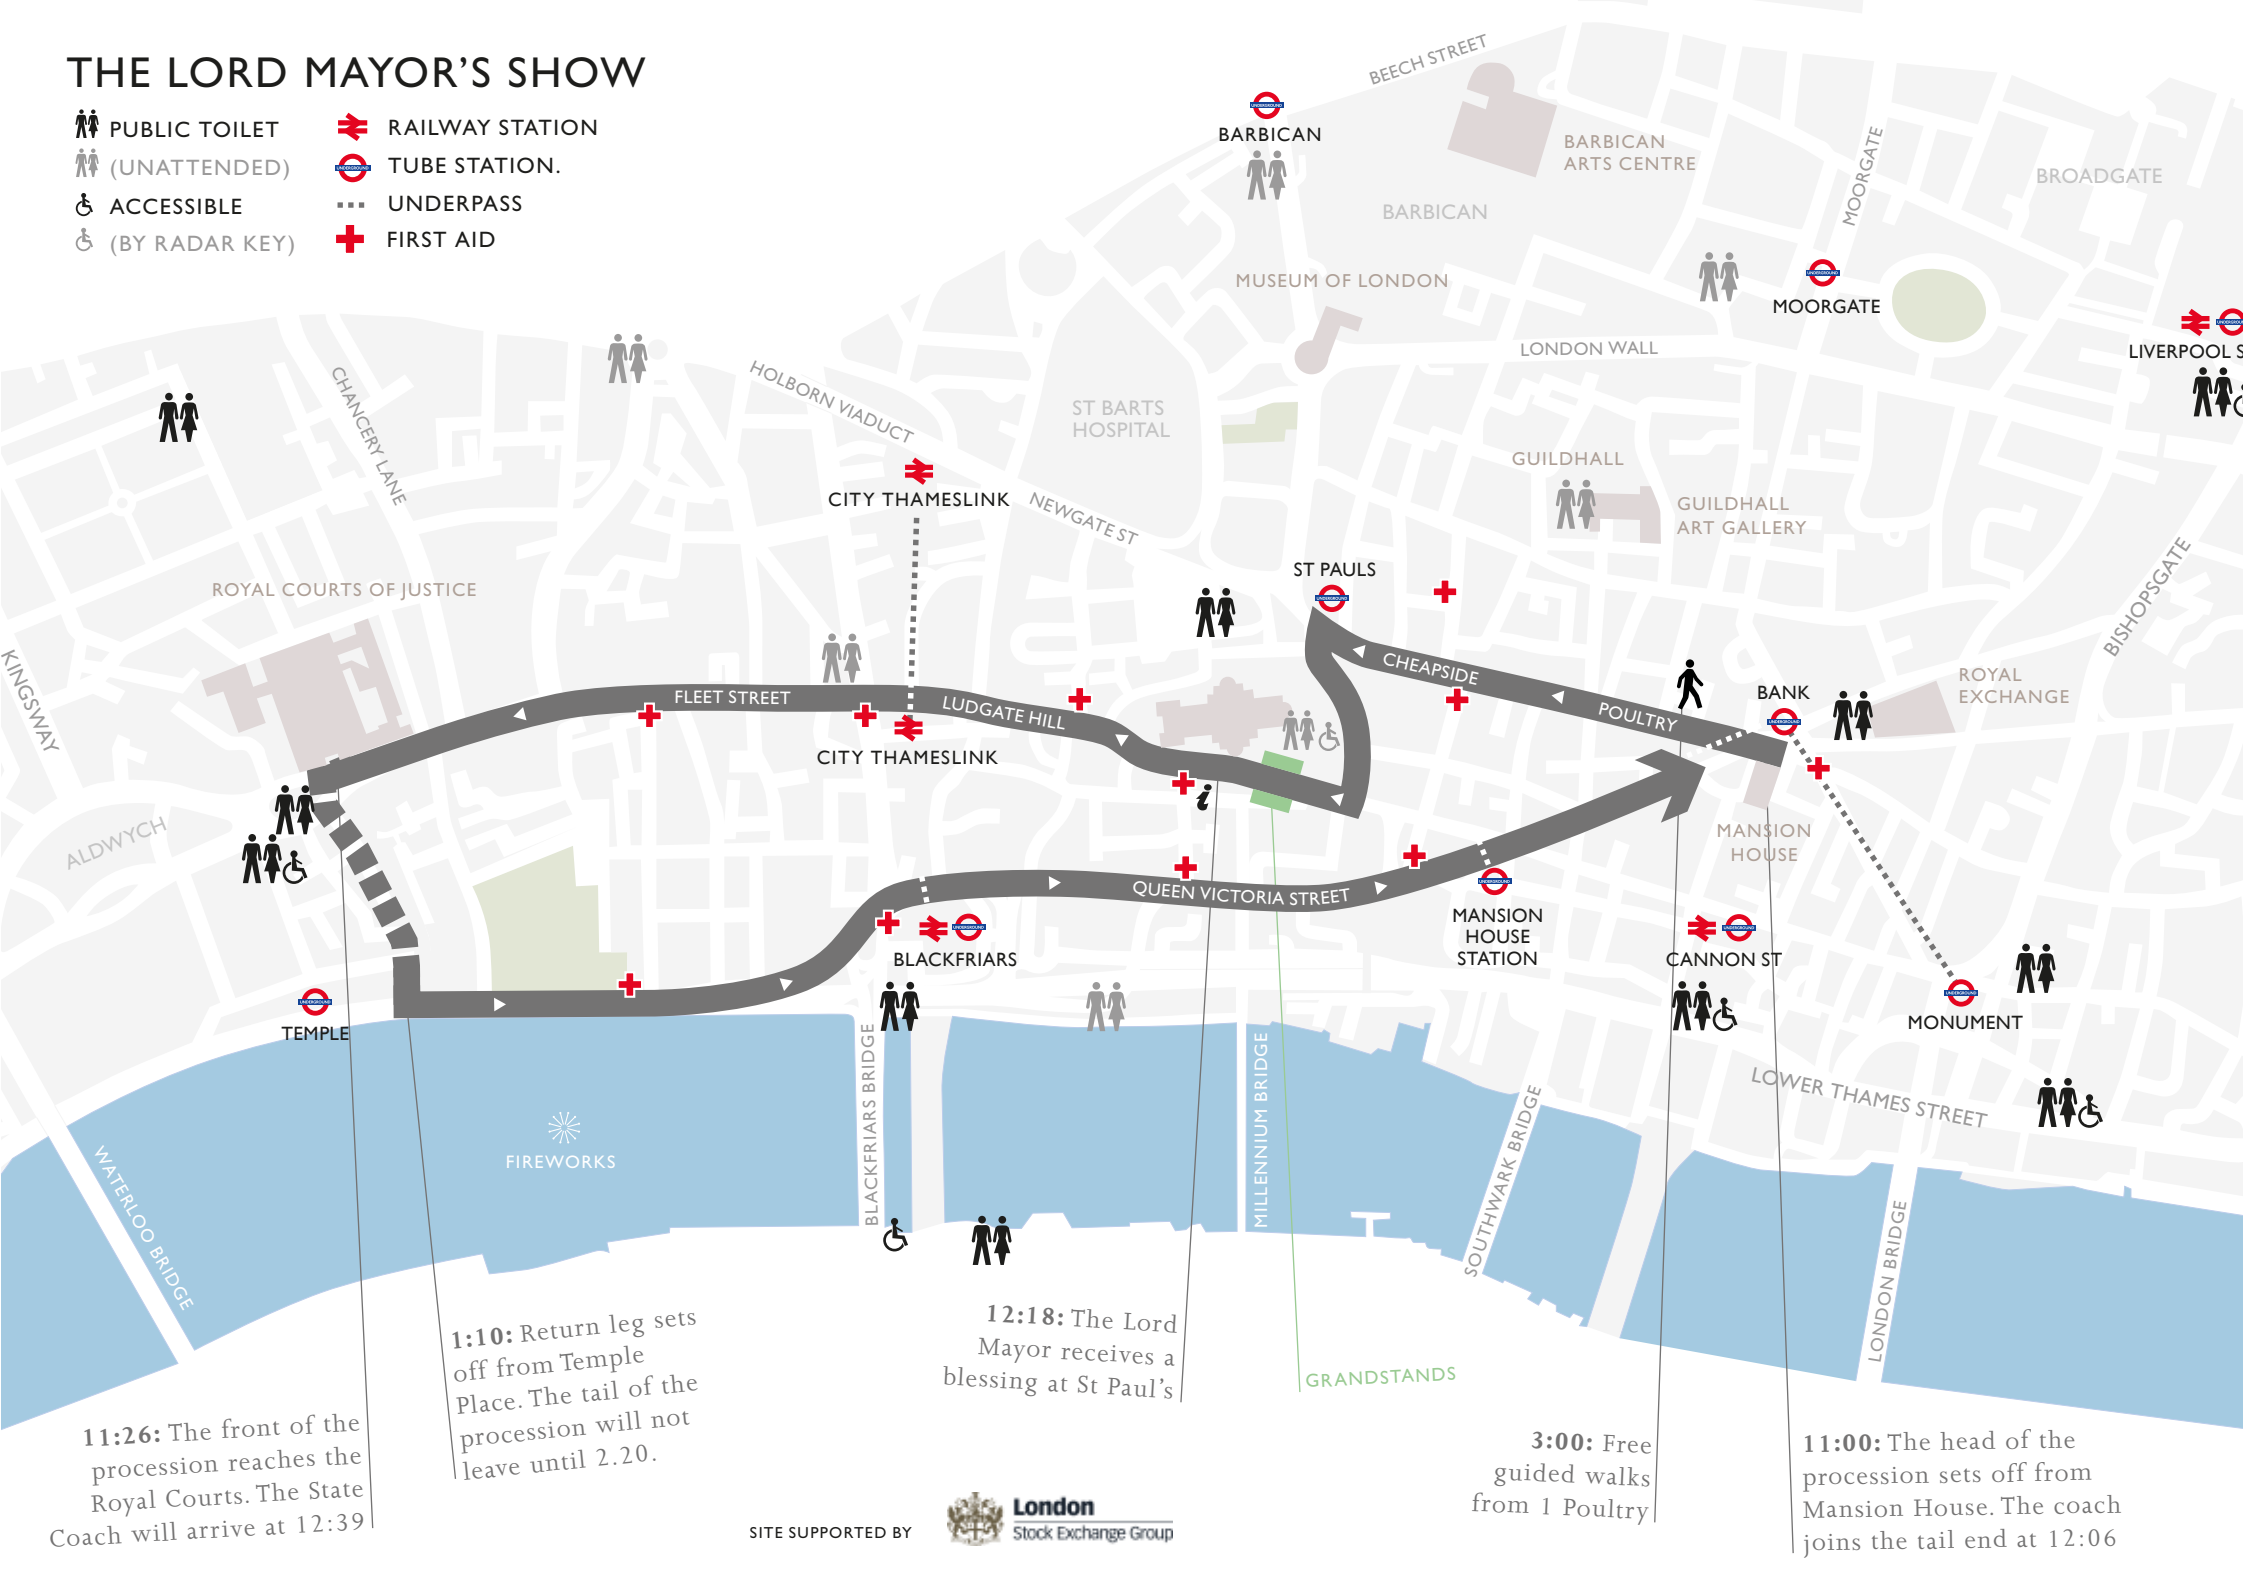 THE LORD MAYOR'S SHOW
PUBLIC TOILET
(UNATTENDED)
ACCESSIBLE
(BY RADAR KEY)
RAILWAY STATION
TUBE STATION.
UNDERPASS
FIRST AID
BEECH STREET
BARBICAN
BARBICAN
ARTS CENTRE
BARBICAN
MOORGATE
BROADGATE
MUSEUM OF LONDON
MOORGATE
LONDON WALL
LIVERPOOL S
CHANCERY LANE
HOLBORN VIADUCT
ST BARTS
HOSPITAL
CITY THAMESLINK
NEWGATE ST
GUILDHALL
GUILDHALL
ART GALLERY
BISHOPSGATE
ROYAL COURTS OF JUSTICE
ST PAULS
KINGSWAY
FLEET STREET
LUDGATE HILL
CHEAPSIDE
POULTRY
BANK
ROYAL
EXCHANGE
CITY THAMESLINK
ALDWYCH
MANSION
HOUSE
QUEEN VICTORIA STREET
MANSION
HOUSE
STATION
BLACKFRIARS
CANNON ST
TEMPLE
MONUMENT
LOWER THAMES STREET
FIREWORKS
WATERLOO BRIDGE
BLACKFRIARS BRIDGE
MILLENNIUM BRIDGE
SOUTHWARK BRIDGE
LONDON BRIDGE
11:26: The front of the
procession reaches the
Royal Courts. The State
Coach will arrive at 12:39
1:10: Return leg sets
off from Temple
Place. The tail of the
procession will not
leave until 2.20.
12:18: The Lord
Mayor receives a
blessing at St Paul's
GRANDSTANDS
3:00: Free
guided walks
from 1 Poultry
11:00: The head of the
procession sets off from
Mansion House. The coach
joins the tail end at 12:06
SITE SUPPORTED BY
London
Stock Exchange Group